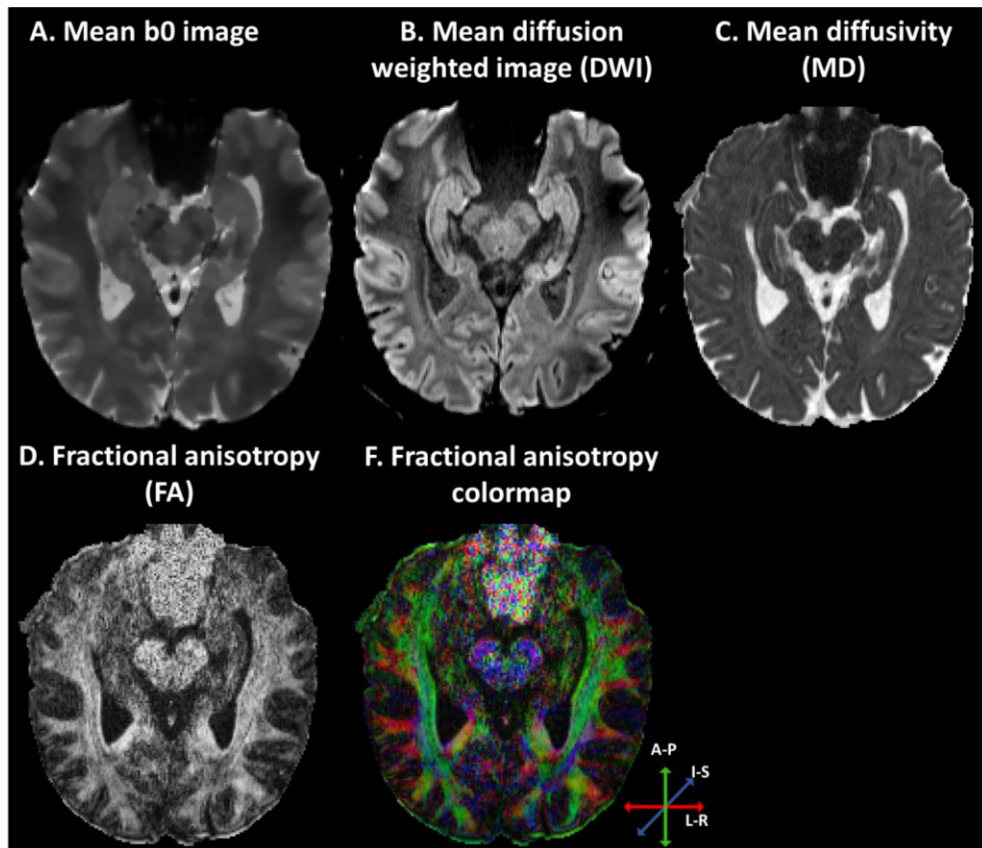 A. Mean b0 image
B. Mean diffusion
weighted image (DWI)
C. Mean diffusivity
(MD)
D. Fractional anisotropy
(FA)
F. Fractional anisotropy
colormap
A-P
I-S
L-R